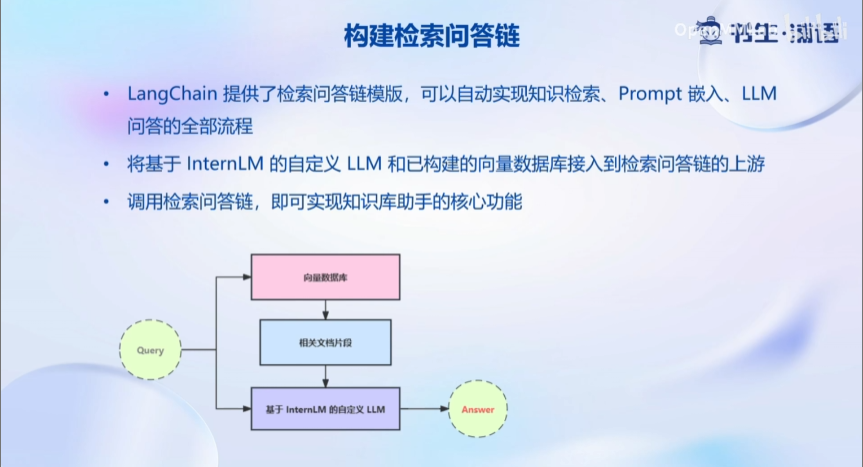 构建检索问答链
书生·浦语
• LangChain 提供了检索问答链模版，可以自动实现知识检索、Prompt 嵌入、LLM
问答的全部流程
• 将基于 InternLM 的自定义 LLM 和已构建的向量数据库接入到检索问答链的上游
• 调用检索问答链，即可实现知识库助手的核心功能
向量数据库
相关文档片段
Query
基于 InternLM 的自定义 LLM
Answer